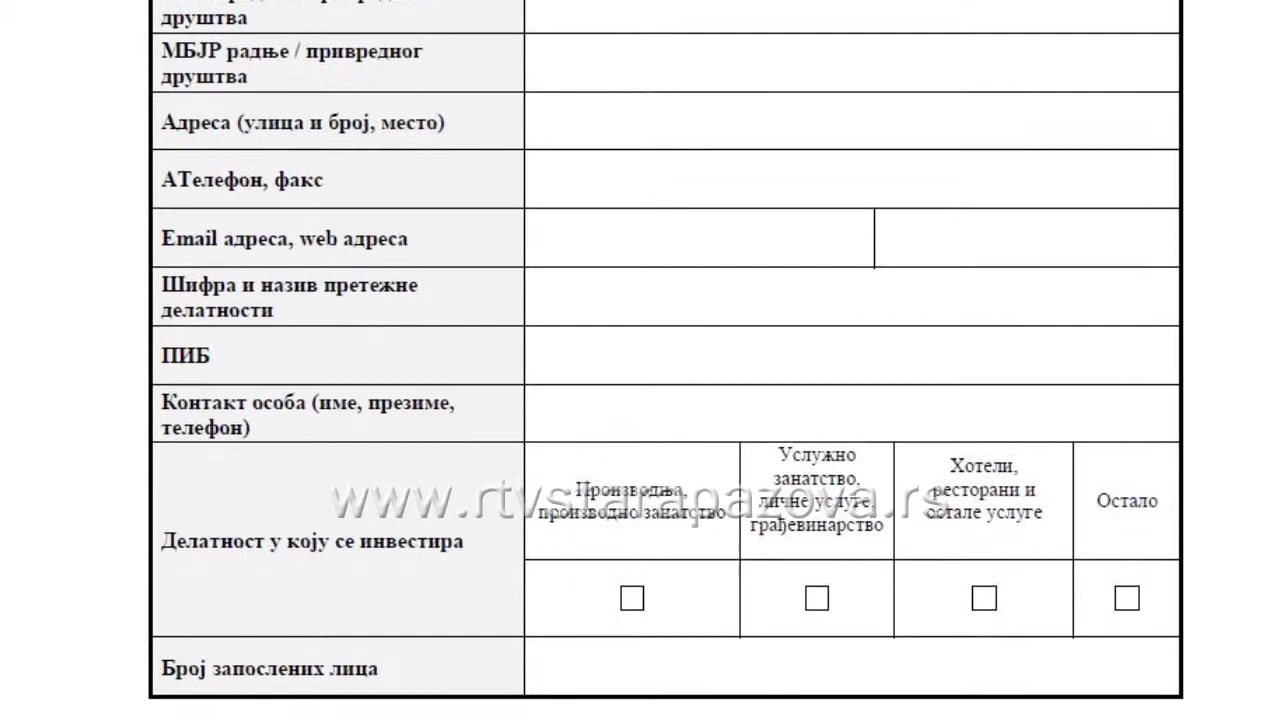 друштва
МБЈР радње / привредног
друштва
Адреса (улица и број, место)
АТелефон, факс
Email адреса, web адреса
Шифра и назив претежне
делатности
ПИБ
Контакт особа (име, презиме,
телефон)
Делатност у коју се инвестира
Производња,
производно занатство
Услужно
занатство,
личне услуге,
грађевинарство
Хотели,
ресторани и
остале услуге
Остало
www.rtvstarapazova.rs
Број запослених лица